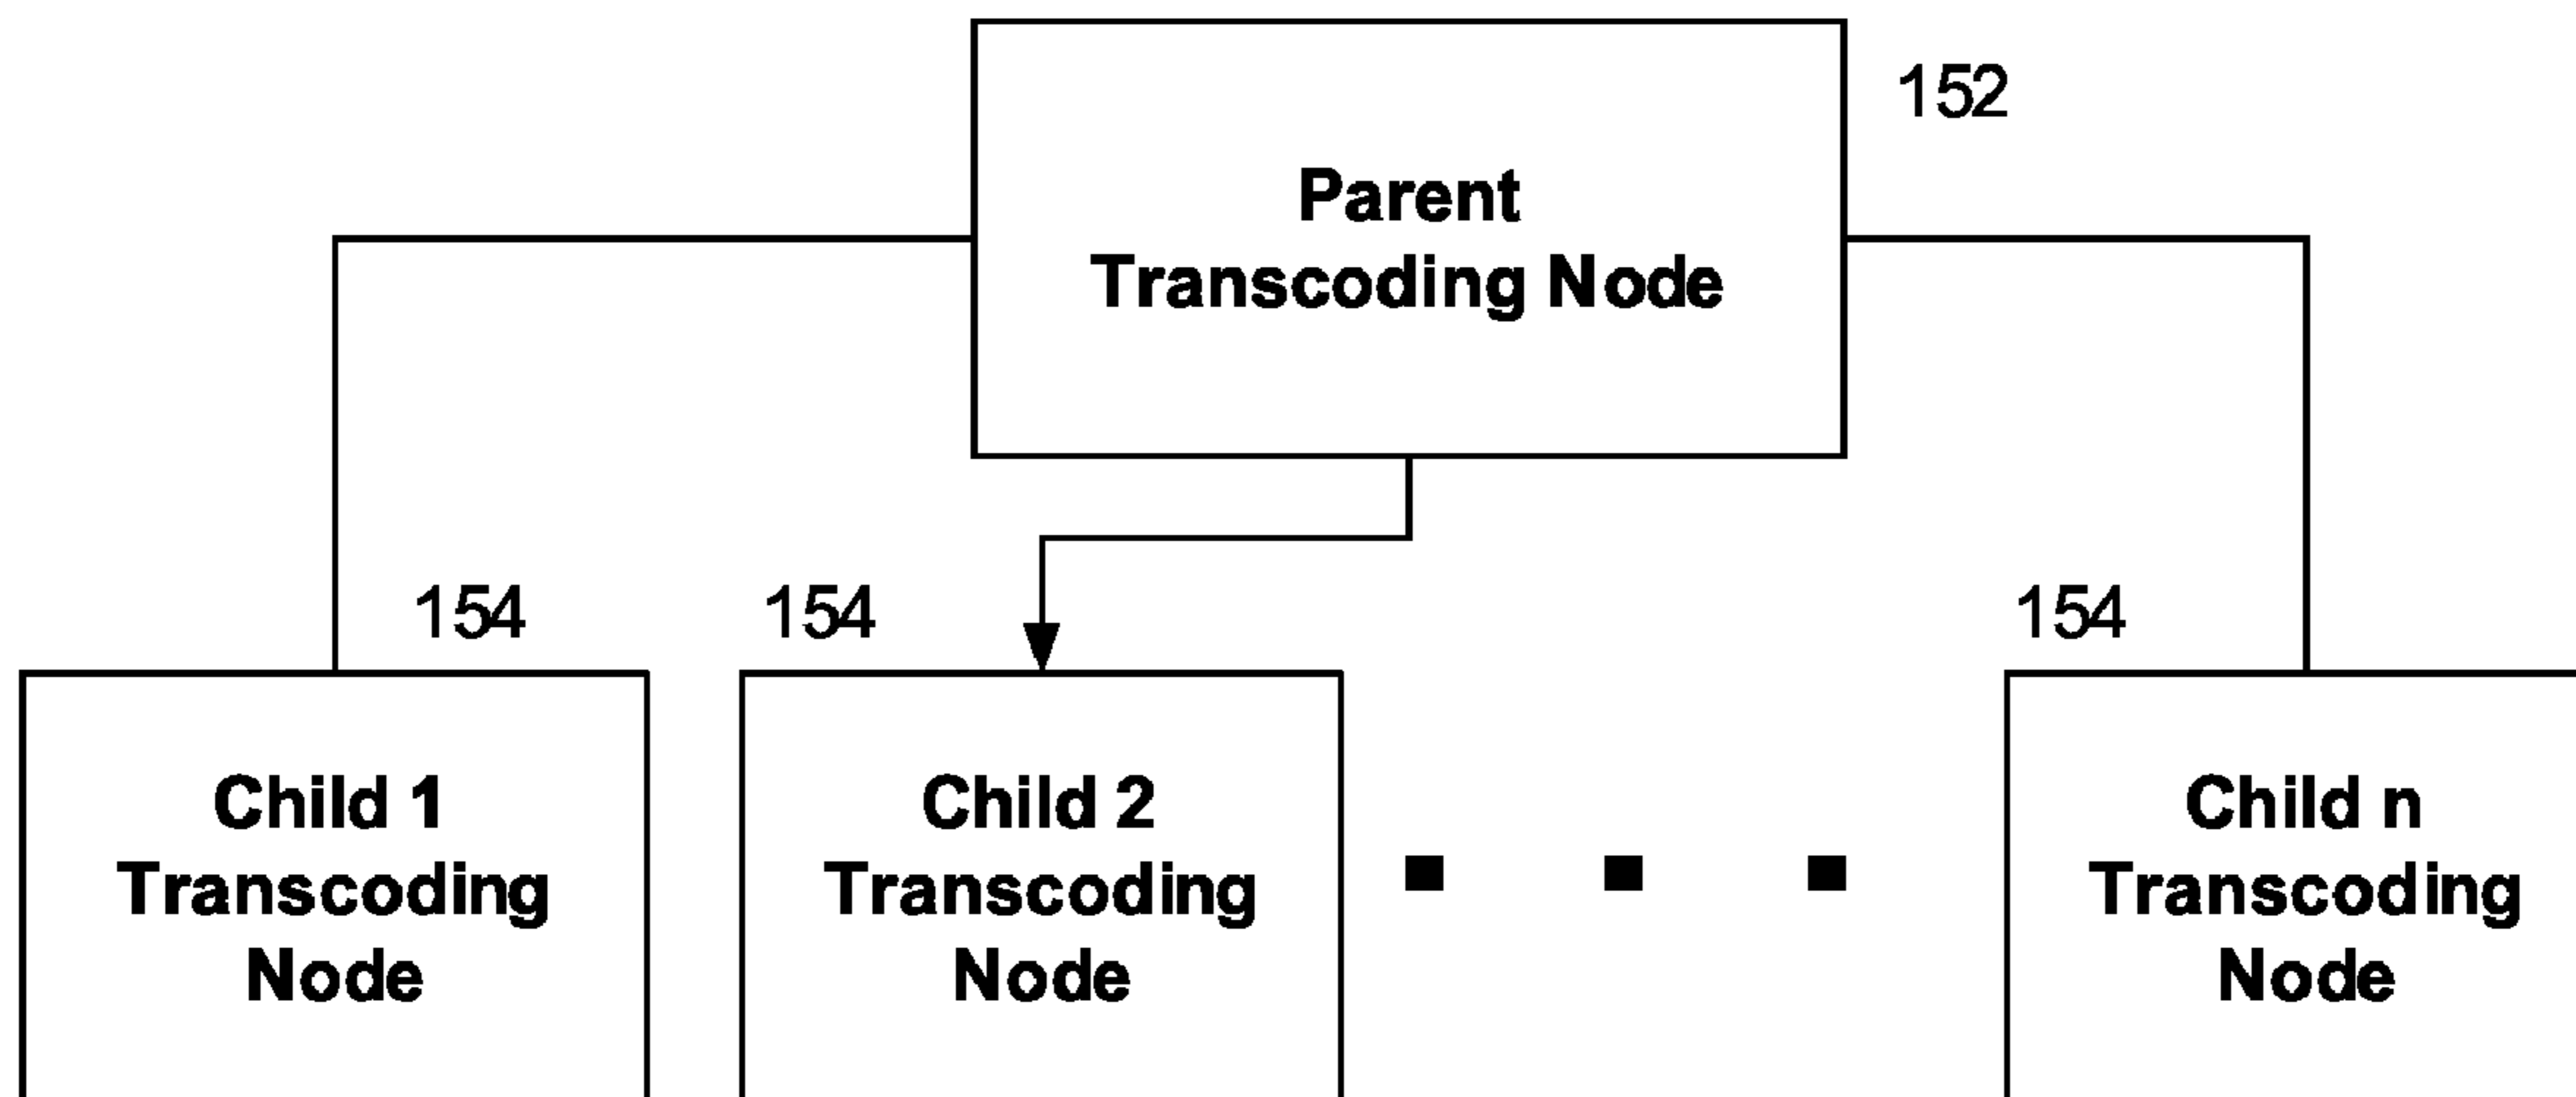 152
Parent
Transcoding Node
154
154
154
Child 1
Transcoding
Node
Child 2
Transcoding
Node
Child n
Transcoding
Node